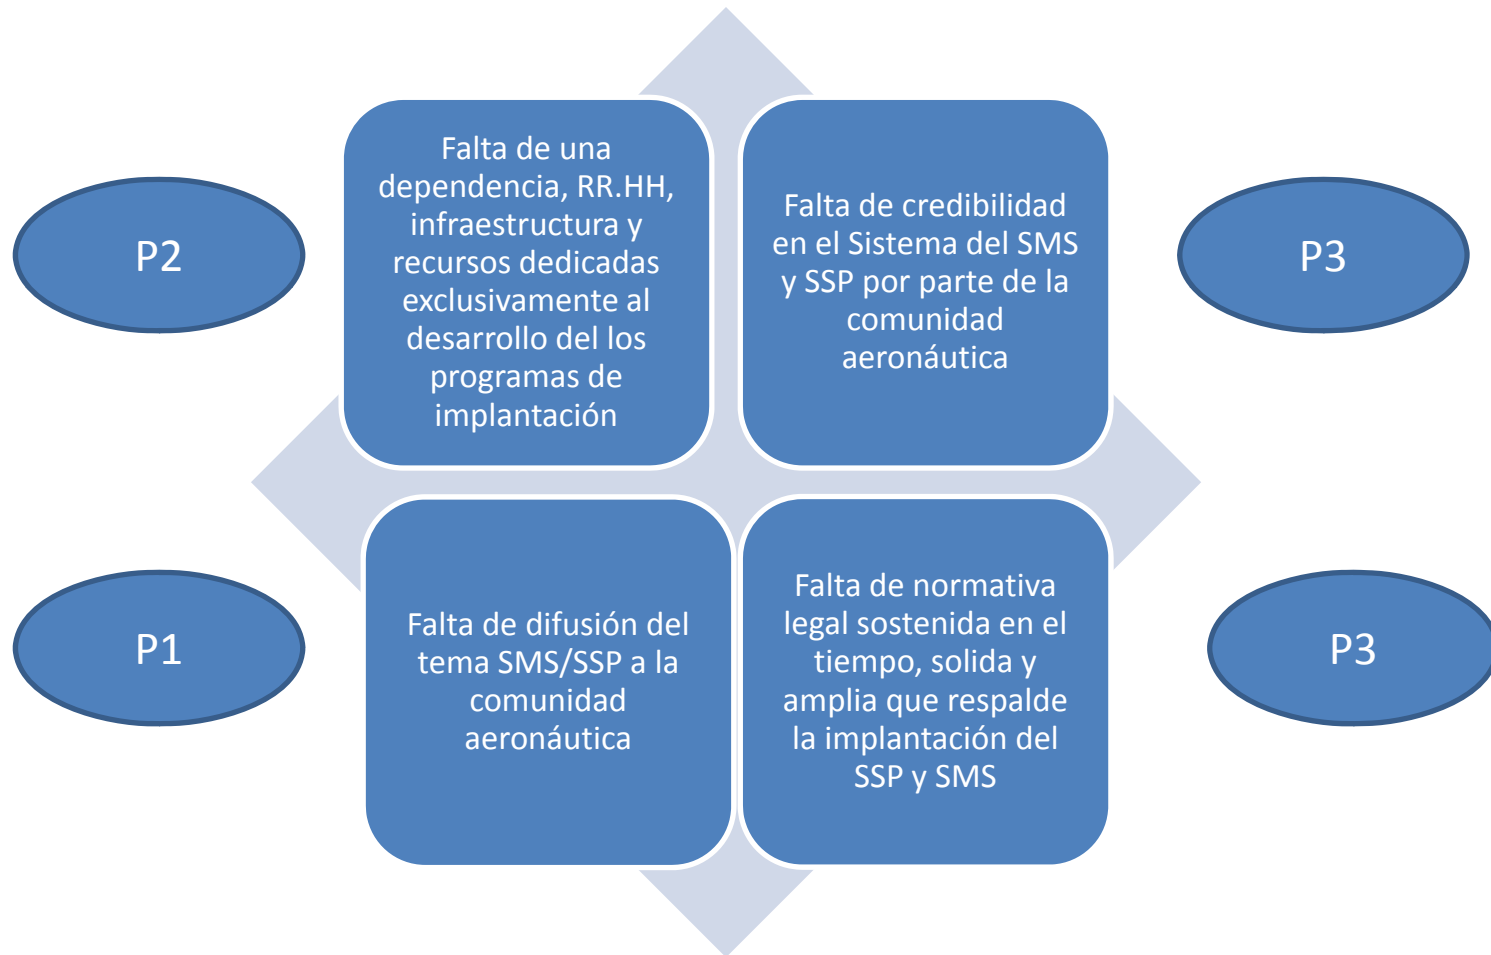 P2
Falta de una
dependencia, RR.HH,
infraestructura y
recursos dedicadas
exclusivamente al
desarrollo del los
programas de
implantación
Falta de credibilidad
en el Sistema del SMS
y SSP por parte de la
comunidad
aeronáutica
P3
P1
Falta de difusión del
tema SMS/SSP a la
comunidad
aeronáutica
Falta de normativa
legal sostenida en el
tiempo, solida y
amplia que respalde
la implantación del
SSP y SMS
P3